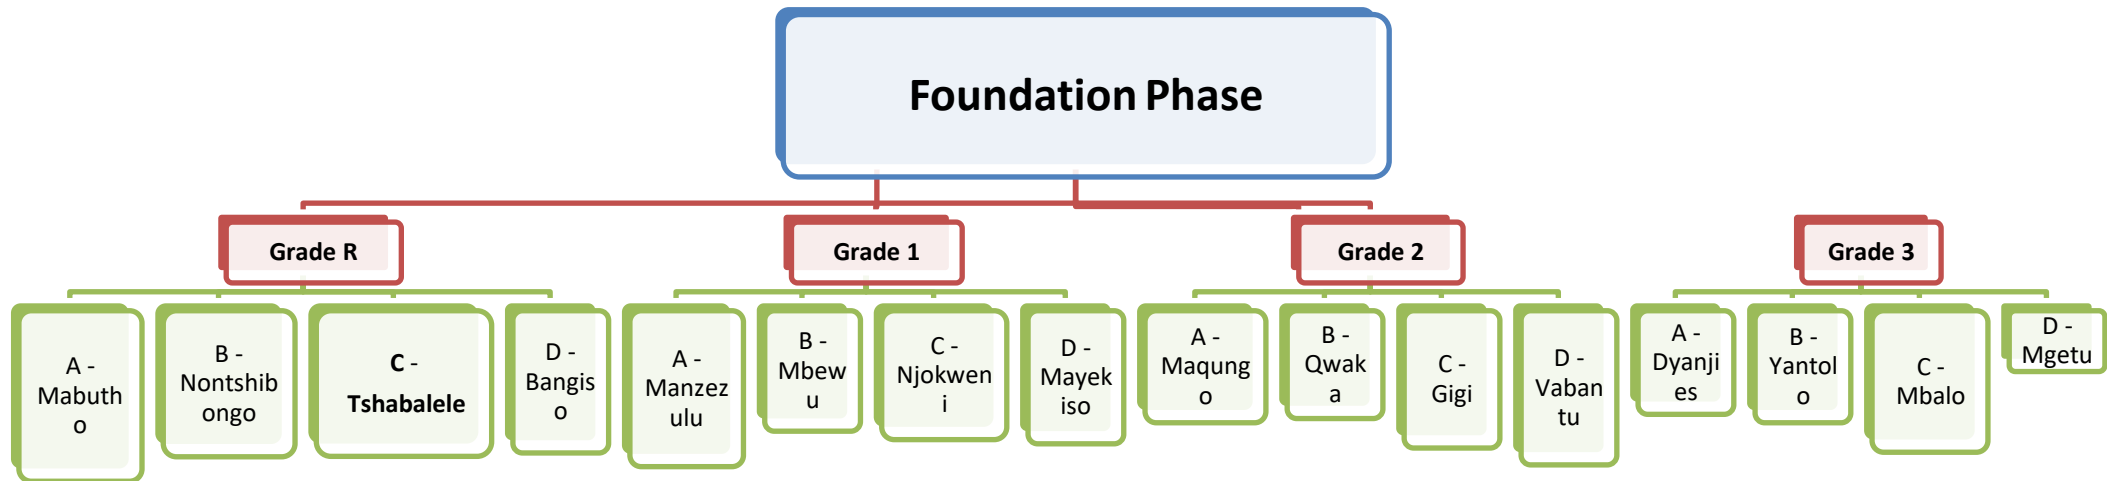 Foundation Phase
Grade R
Grade 1
Grade 2
Grade 3
A -
Mabuth
o
B -
Nontshib
ongo
C -
Tshabalele
D -
Bangis
o
A -
Manzez
ulu
B -
Mbew
u
C -
Njokwen
i
D -
Mayek
iso
A -
Maqung
o
B -
Qwak
a
C -
Gigi
D -
Vaban
tu
A -
Dyanji
es
B -
Yantol
o
C -
Mbalo
D -
Mgetu